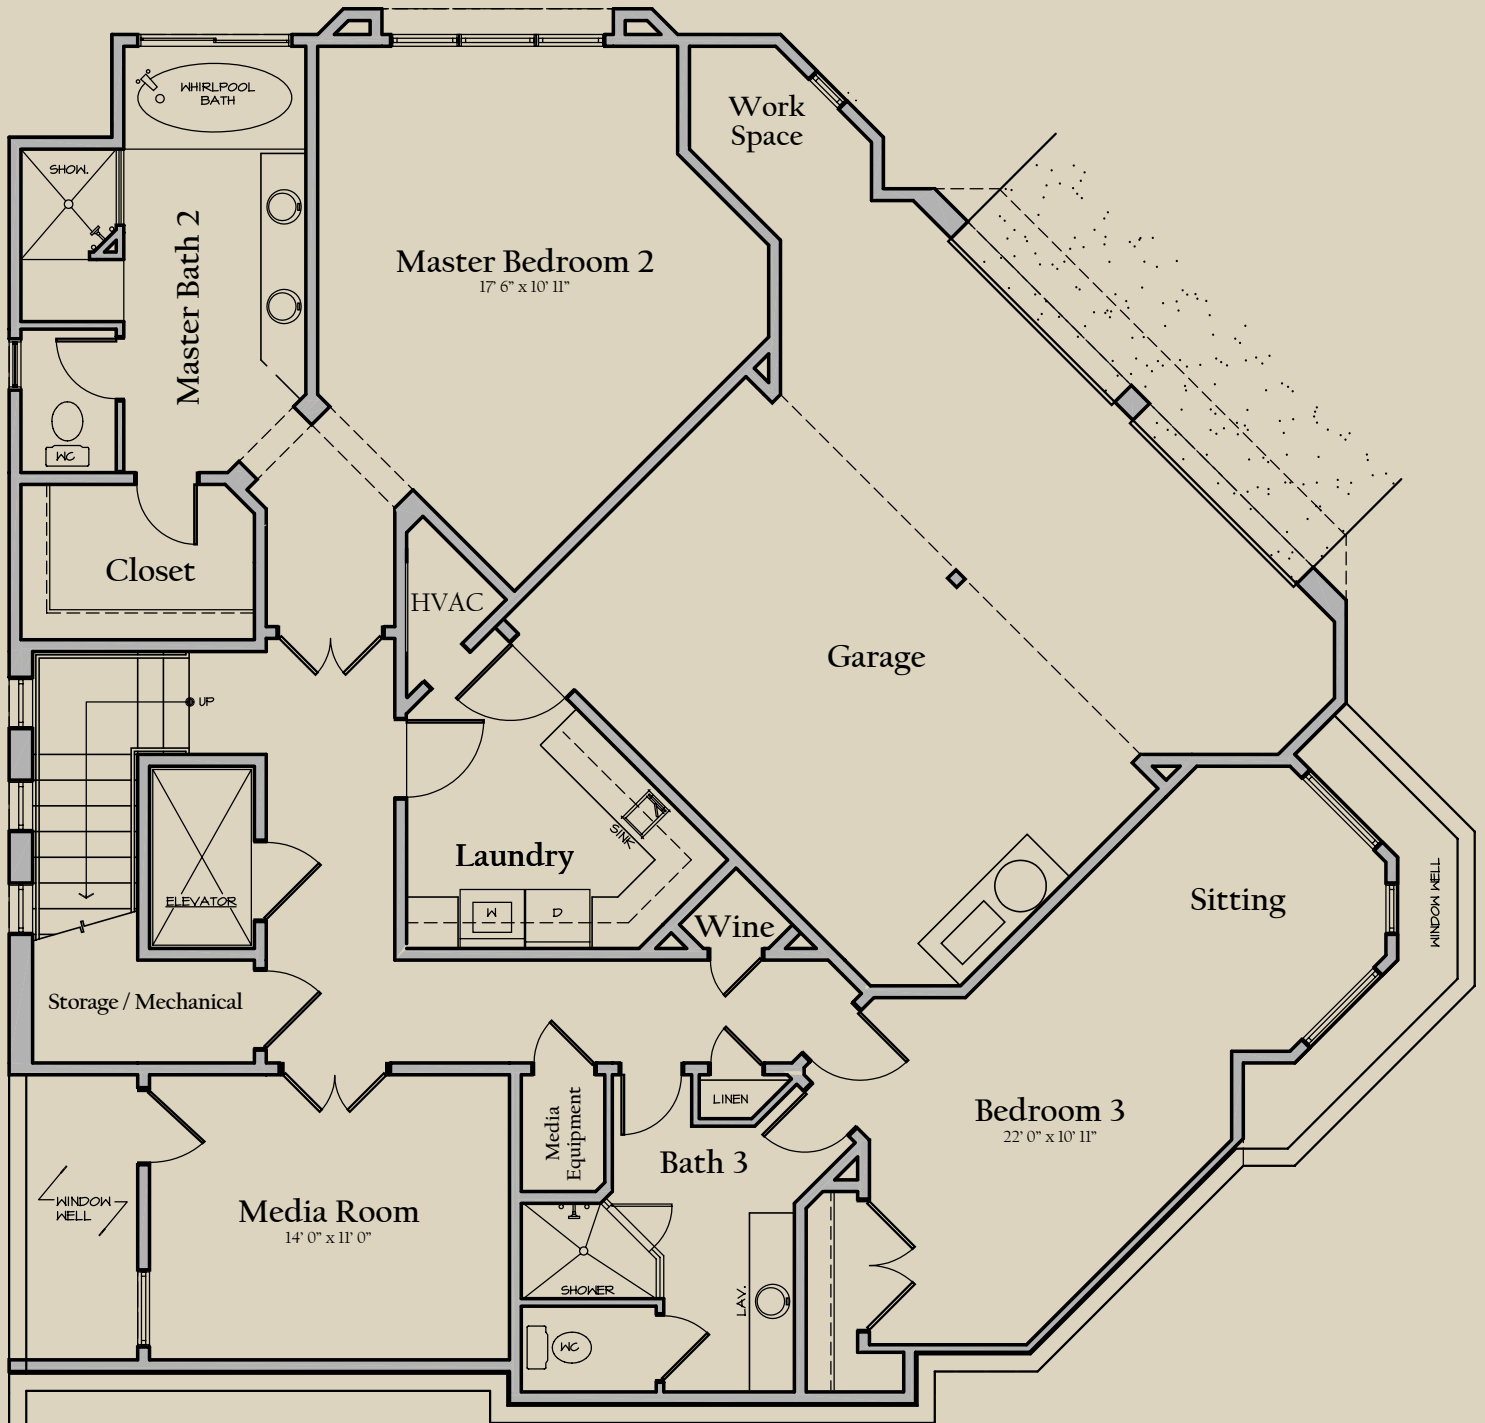 WHIRLPOOL
BATH
Work
Space
SHOW.
Master Bath 2
Master Bedroom 2
17' 6" x 10' 11"
WC
Closet
HVAC
Garage
UP
SINK
Laundry
ELEVATOR
W
D
Wine
Sitting
WINDOW WELL
Storage / Mechanical
LINEN
Media
Equipment
Bedroom 3
22' 0" x 10' 11"
Bath 3
WINDOW
WELL
Media Room
14' 0" x 11' 0"
SHOWER
LAV.
WC